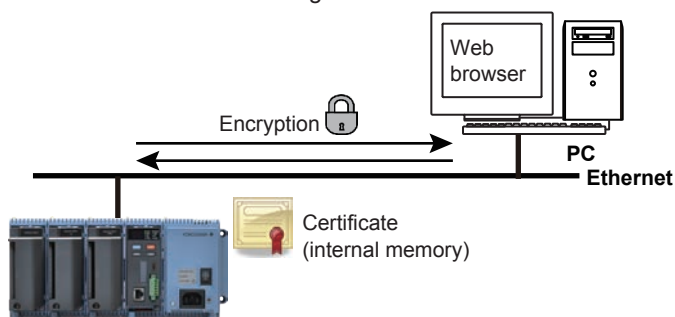 Web
browser
Encryption
PC
Ethernet
Certificate
(internal memory)